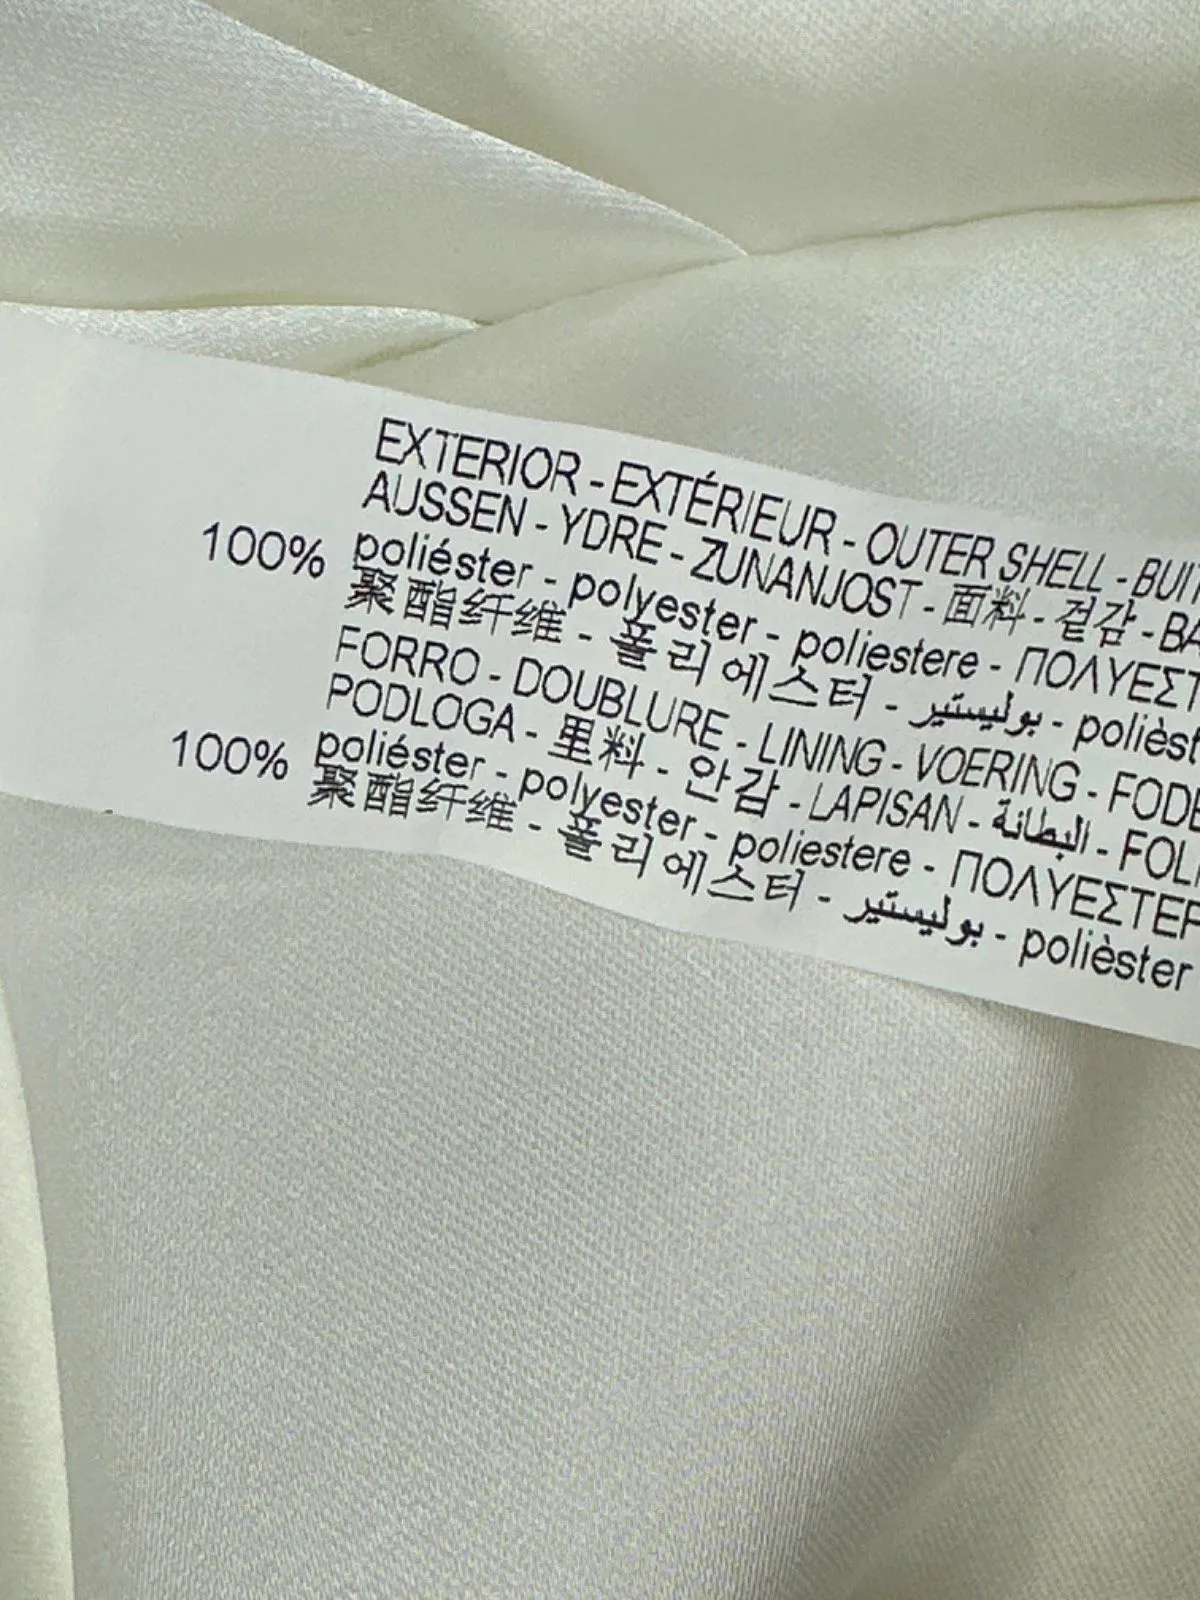 EXTERIOR - EXTÉRIEUR - OUTER SHELL -
AUSSEN - YDRE - ZUNANJOST - 面料 - 겉감 -
100% poliéster - polyester - poliestere -
聚酯纤维 - 폴리에스터 - بوليستير -
FORRO - DOUBLURE - LINING - VOERING -
PODLOGA - 里料 - 안감 - LAPISAN - البطانة -
100% poliéster - polyester - poliestere -
聚酯纤维 - 폴리에스터 - بوليستير - polièster